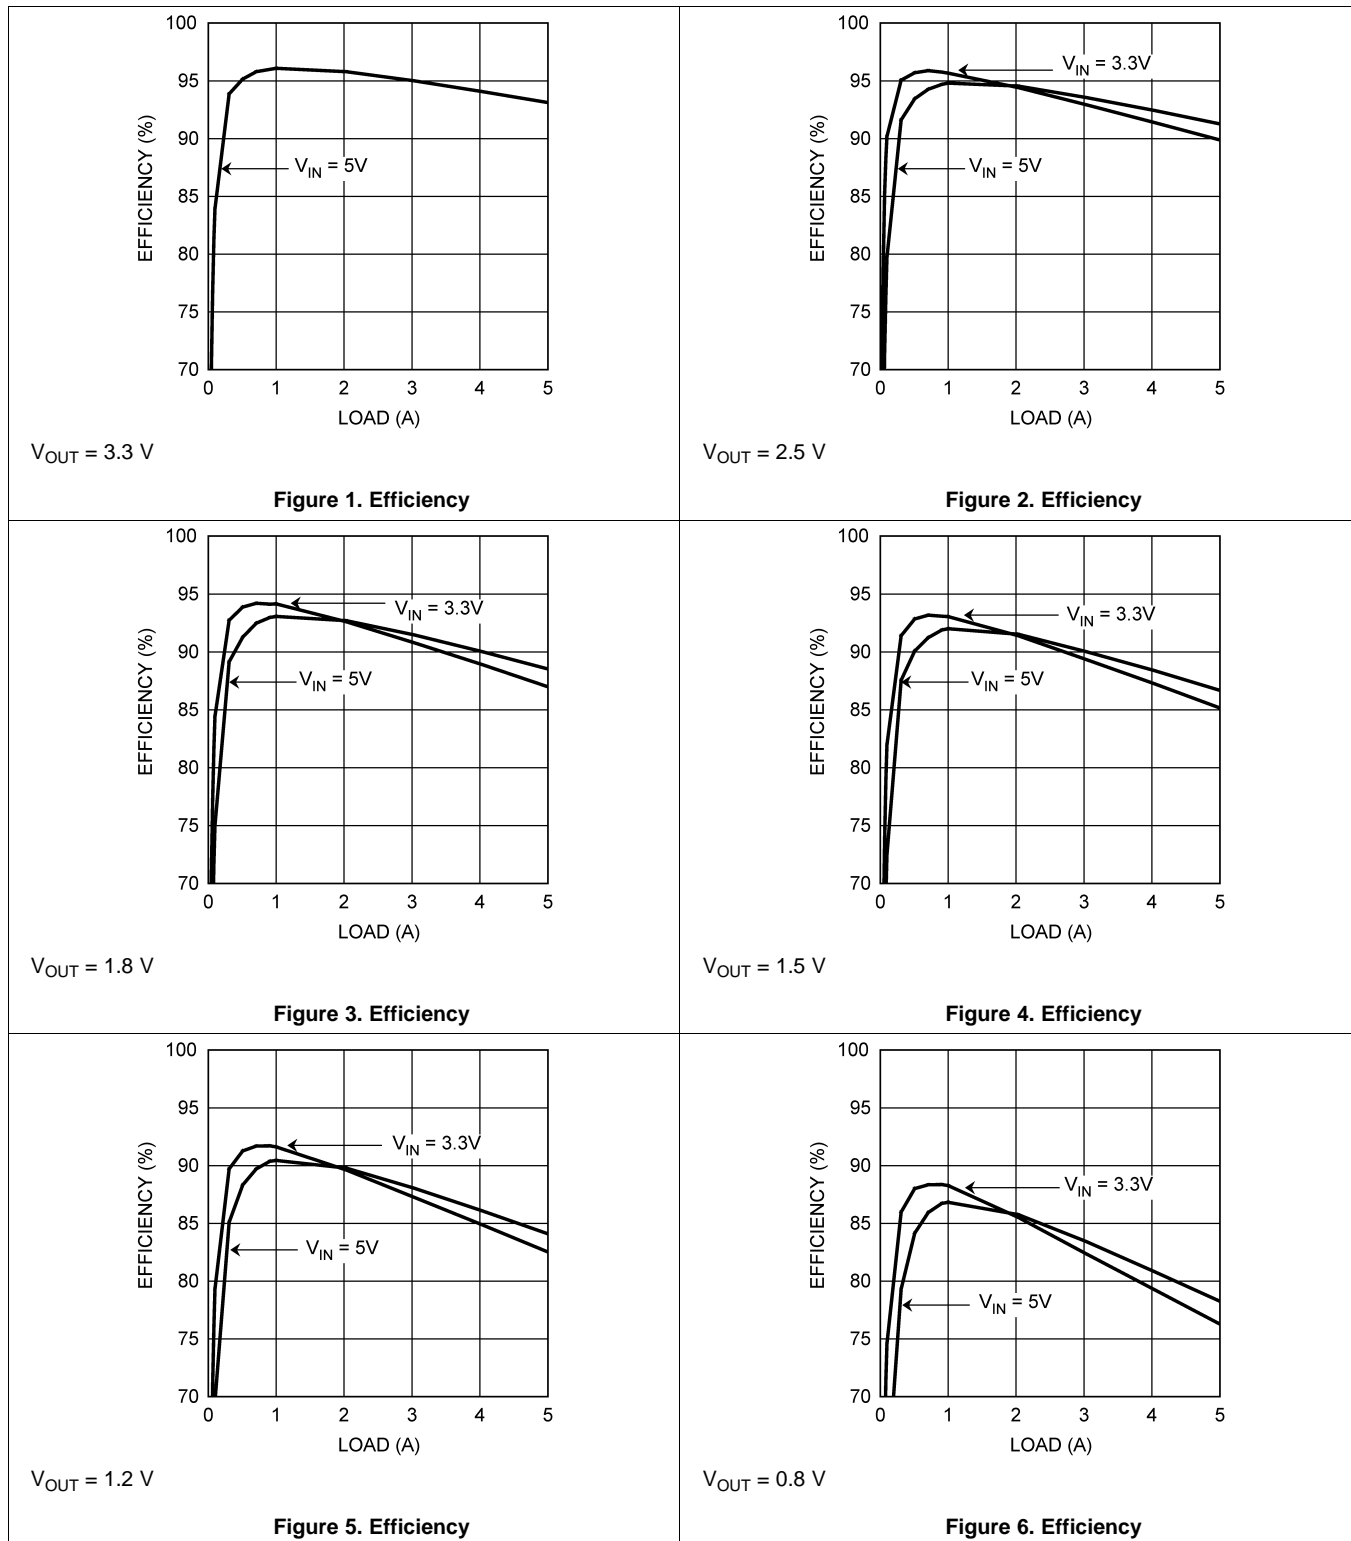 100
95
90
85
80
75
70
EFFICIENCY (%)
V_IN = 5V
0 1 2 3 4 5
LOAD (A)
V_OUT = 3.3 V
Figure 1. Efficiency
100
95
90
85
80
75
70
EFFICIENCY (%)
V_IN = 3.3V
V_IN = 5V
0 1 2 3 4 5
LOAD (A)
V_OUT = 2.5 V
Figure 2. Efficiency
100
95
90
85
80
75
70
EFFICIENCY (%)
V_IN = 3.3V
V_IN = 5V
0 1 2 3 4 5
LOAD (A)
V_OUT = 1.8 V
Figure 3. Efficiency
100
95
90
85
80
75
70
EFFICIENCY (%)
V_IN = 3.3V
V_IN = 5V
0 1 2 3 4 5
LOAD (A)
V_OUT = 1.5 V
Figure 4. Efficiency
100
95
90
85
80
75
70
EFFICIENCY (%)
V_IN = 3.3V
V_IN = 5V
0 1 2 3 4 5
LOAD (A)
V_OUT = 1.2 V
Figure 5. Efficiency
100
95
90
85
80
75
70
EFFICIENCY (%)
V_IN = 3.3V
V_IN = 5V
0 1 2 3 4 5
LOAD (A)
V_OUT = 0.8 V
Figure 6. Efficiency